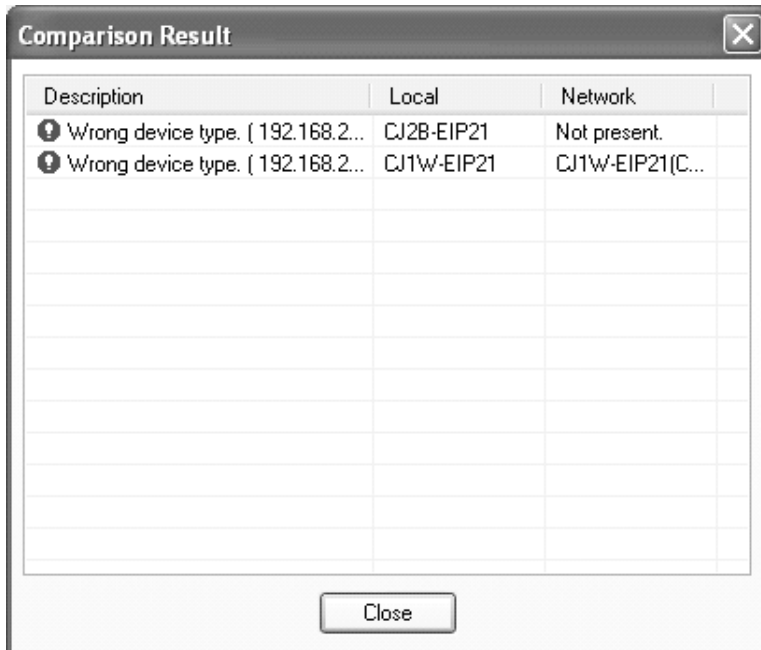 Comparison Result
Description Local Network
Wrong device type. ( 192.168.2... CJ2B-EIP21 Not present.
Wrong device type. ( 192.168.2... CJ1W-EIP21 CJ1W-EIP21(C...
Close